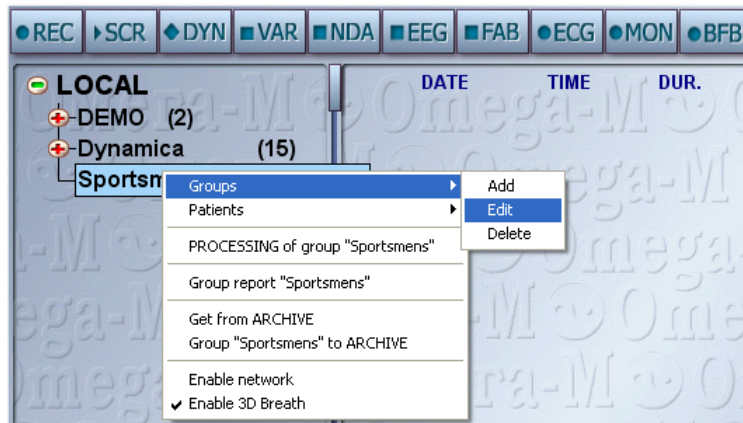 REC SCR DYN VAR NDA EEG FAB ECG MON BFB
LOCAL
DATE TIME DUR.
DEMO (2)
Dynamica (15)
Groups
Add
Patients
Edit
Delete
PROCESSING of group "Sportsmens"
Group report "Sportsmens"
Get from ARCHIVE
Group "Sportsmens" to ARCHIVE
Enable network
Enable 3D Breath
Omega-M